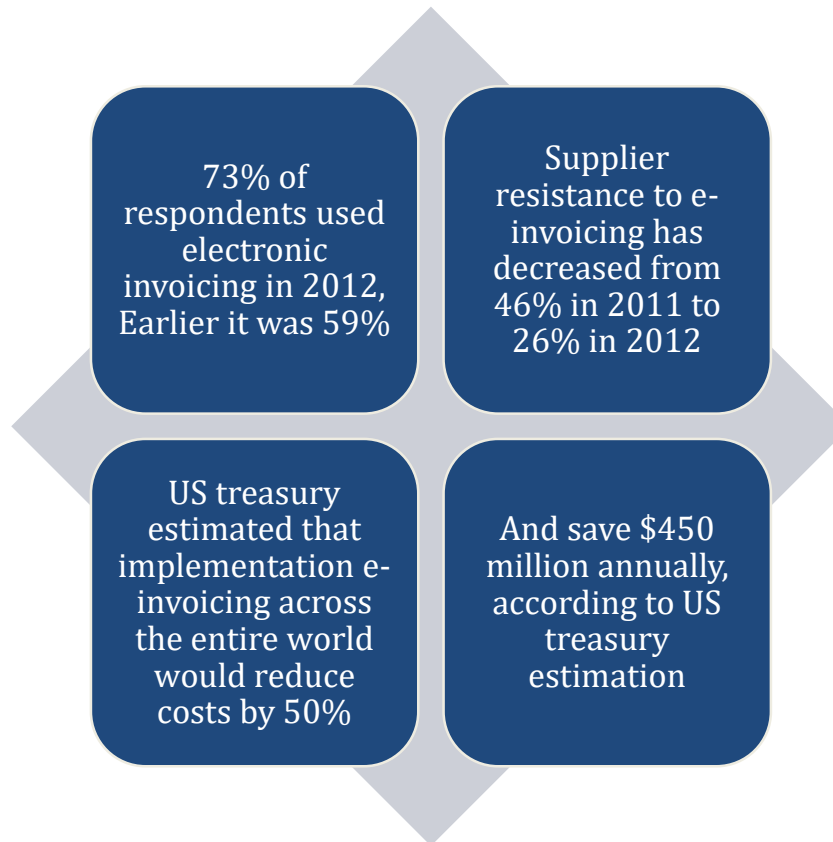 73% of
respondents used
electronic
invoicing in 2012,
Earlier it was 59%
Supplier
resistance to e-
invoicing has
decreased from
46% in 2011 to
26% in 2012
US treasury
estimated that
implementation e-
invoicing across
the entire world
would reduce
costs by 50%
And save $450
million annually,
according to US
treasury
estimation